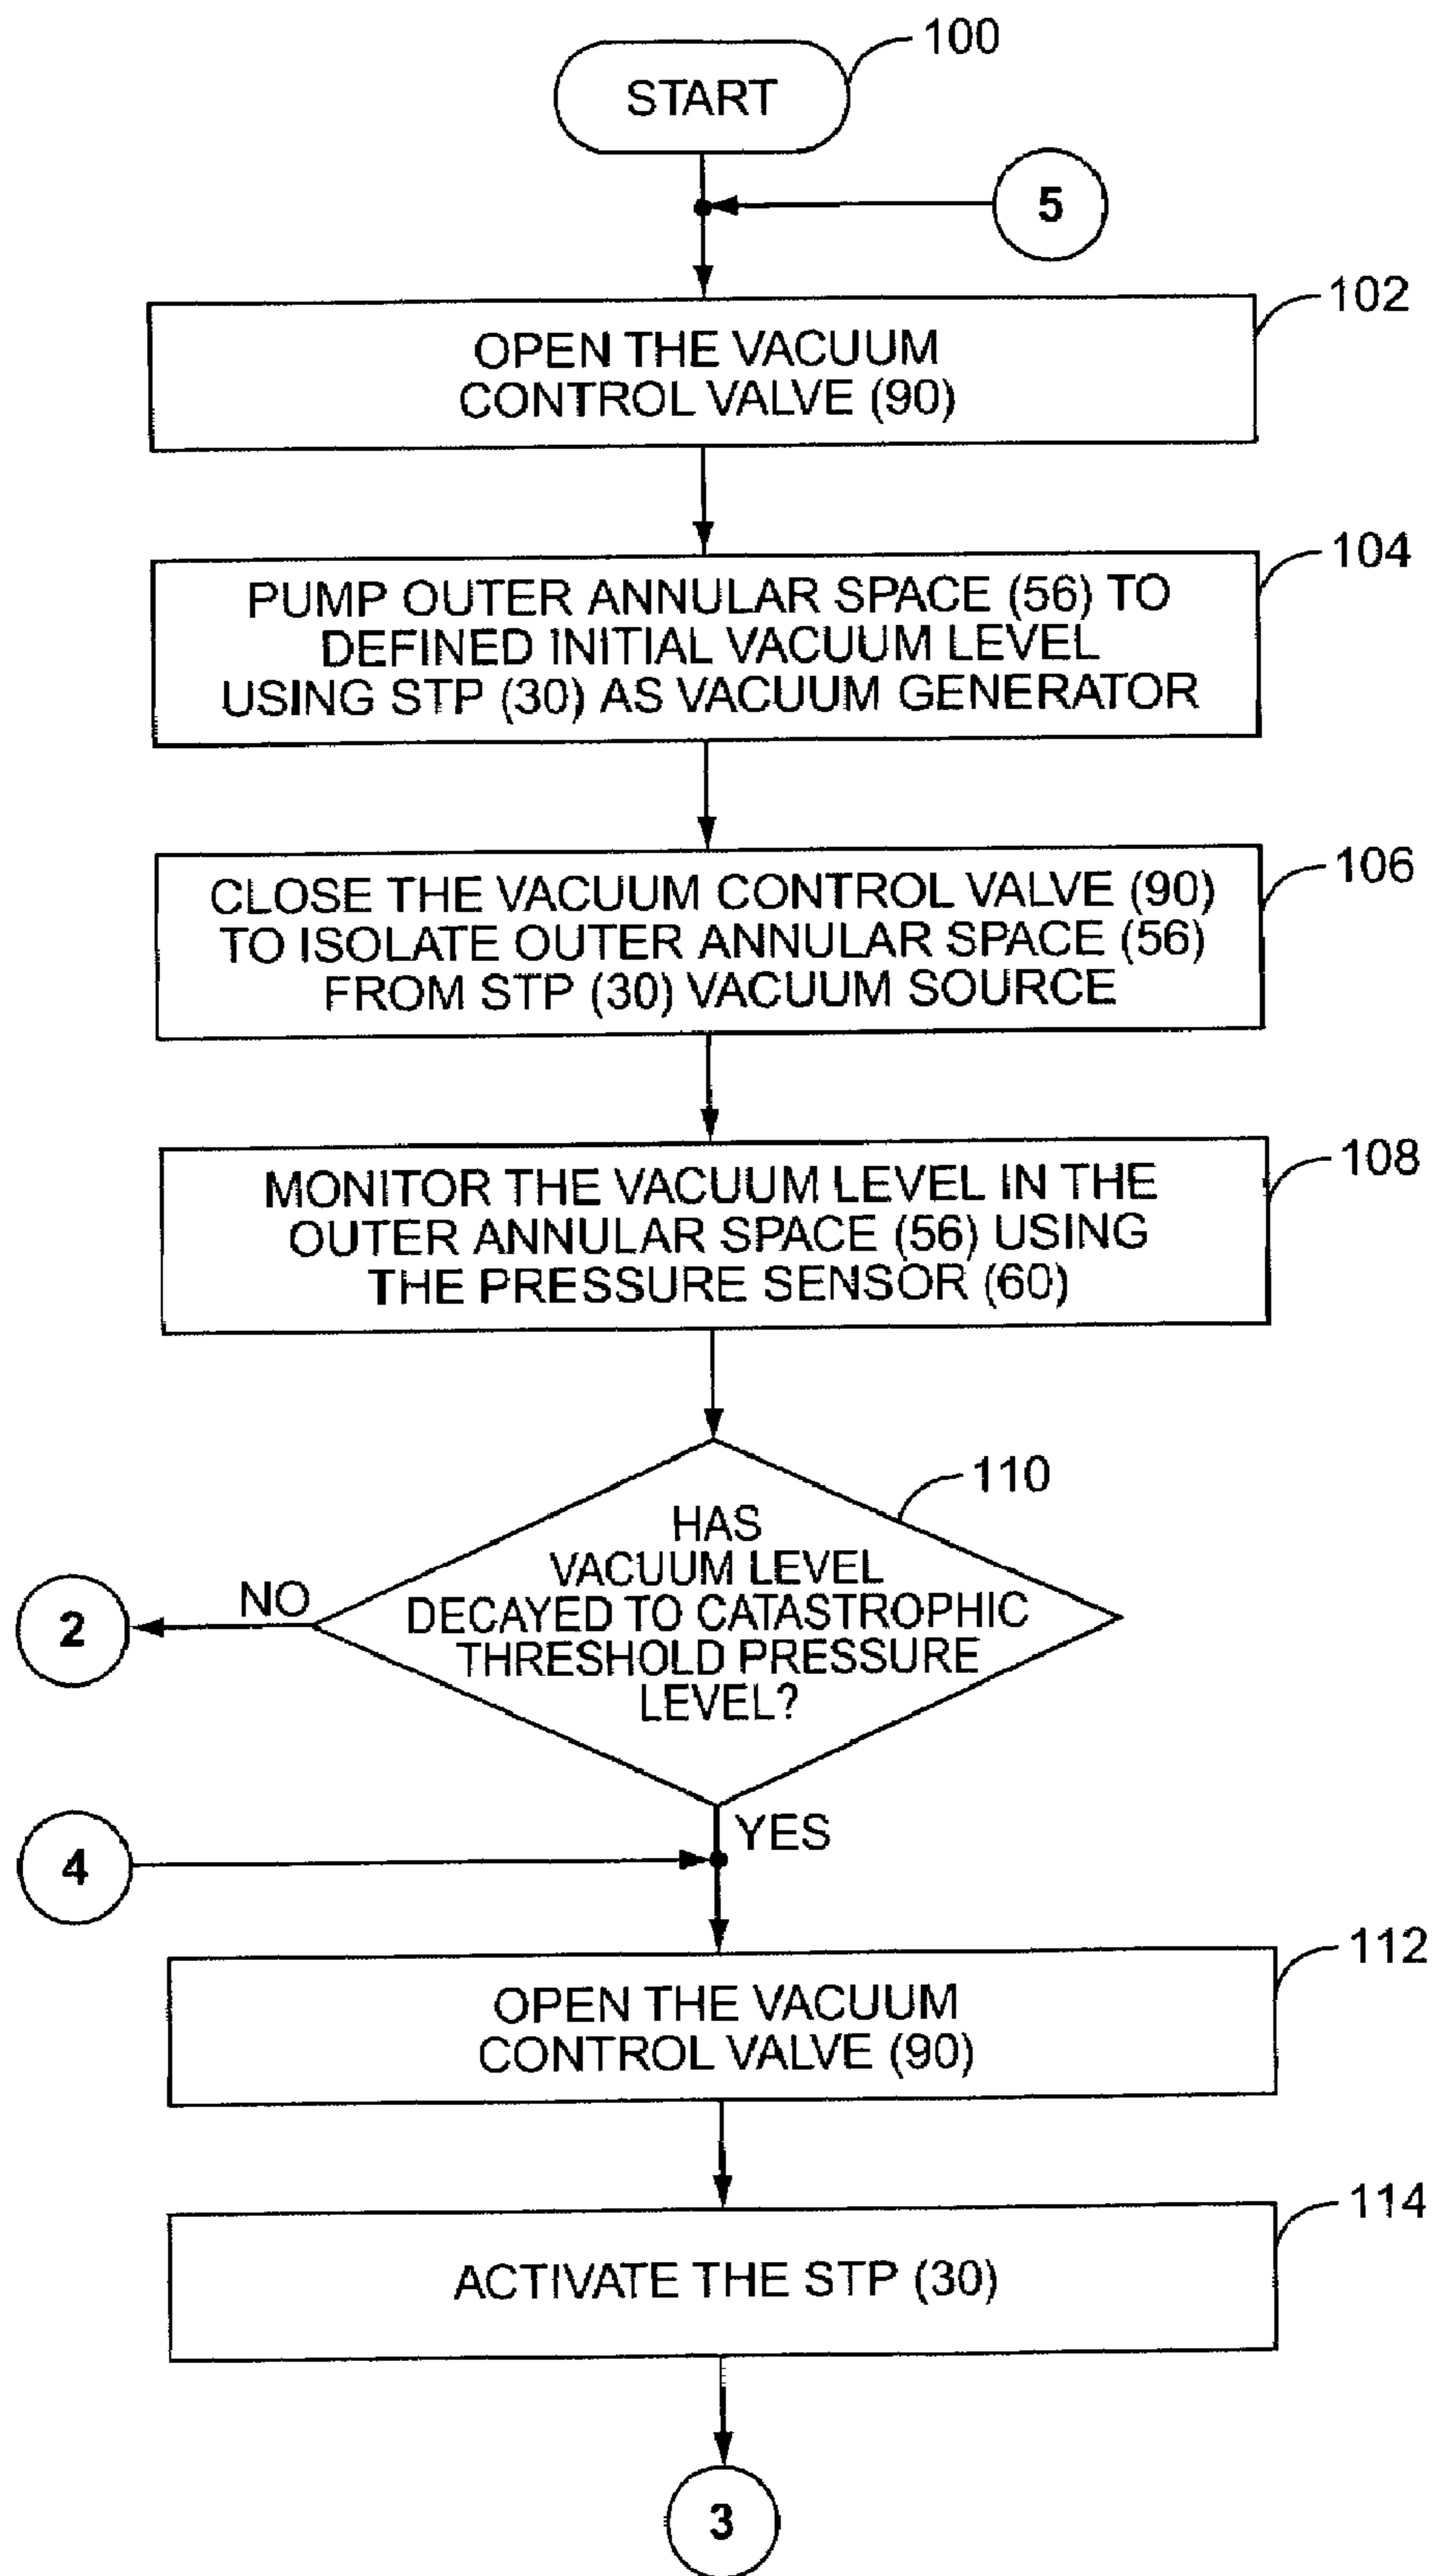 100
START
5
102
OPEN THE VACUUM
CONTROL VALVE (90)
104
PUMP OUTER ANNULAR SPACE (56) TO
DEFINED INITIAL VACUUM LEVEL
USING STP (30) AS VACUUM GENERATOR
106
CLOSE THE VACUUM CONTROL VALVE (90)
TO ISOLATE OUTER ANNULAR SPACE (56)
FROM STP (30) VACUUM SOURCE
108
MONITOR THE VACUUM LEVEL IN THE
OUTER ANNULAR SPACE (56) USING
THE PRESSURE SENSOR (60)
110
HAS
VACUUM LEVEL
DECAYED TO CATASTROPHIC
THRESHOLD PRESSURE
LEVEL?
NO
2
YES
4
112
OPEN THE VACUUM
CONTROL VALVE (90)
114
ACTIVATE THE STP (30)
3